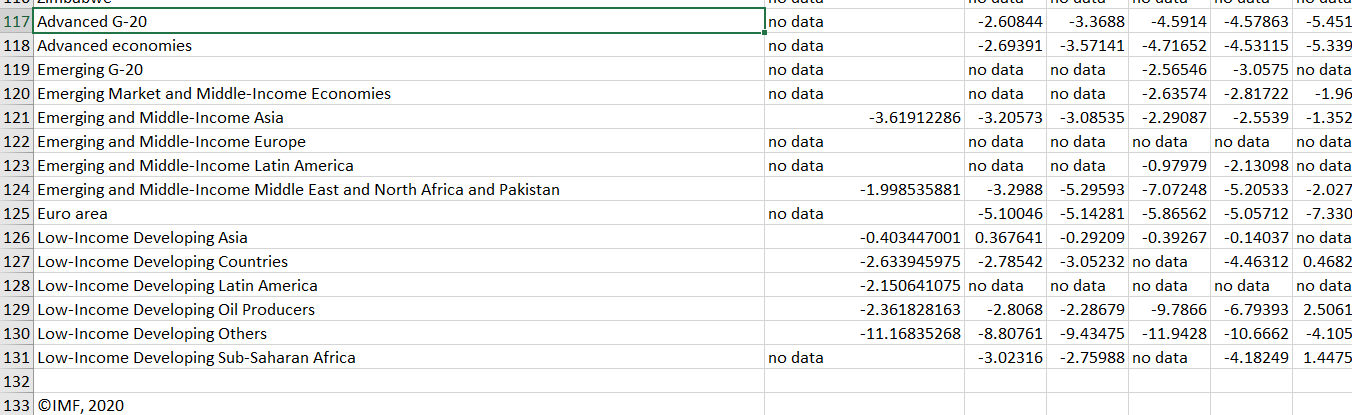 117 Advanced G-20 no data -2.60844 -3.3688 -4.5914 -4.57863 -5.451
118 Advanced economies no data -2.69391 -3.57141 -4.71652 -4.53115 -5.339
119 Emerging G-20 no data no data no data -2.56546 -3.0575 no data
120 Emerging Market and Middle-Income Economies no data no data no data -2.63574 -2.81722 -1.96
121 Emerging and Middle-Income Asia -3.61912286 -3.20573 -3.08535 -2.29087 -2.5539 -1.352
122 Emerging and Middle-Income Europe no data no data no data no data no data no data
123 Emerging and Middle-Income Latin America no data no data no data -0.97979 -2.13098 no data
124 Emerging and Middle-Income Middle East and North Africa and Pakistan -1.998535881 -3.2988 -5.29593 -7.07248 -5.20533 -2.027
125 Euro area no data -5.10046 -5.14281 -5.86562 -5.05712 -7.330
126 Low-Income Developing Asia -0.403447001 0.367641 -0.29209 -0.39267 -0.14037 no data
127 Low-Income Developing Countries -2.633945975 -2.78542 -3.05232 no data -4.46312 0.4682
128 Low-Income Developing Latin America -2.150641075 no data no data no data no data no data
129 Low-Income Developing Oil Producers -2.361828163 -2.8068 -2.28679 -9.7866 -6.79393 2.5061
130 Low-Income Developing Others -11.16835268 -8.80761 -9.43475 -11.9428 -10.6662 -4.105
131 Low-Income Developing Sub-Saharan Africa no data -3.02316 -2.75988 no data -4.18249 1.4475
132
133 ©IMF, 2020